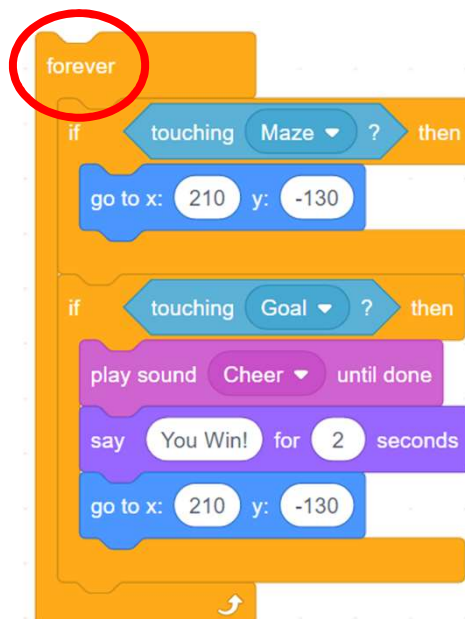 forever
if touching Maze ? then
go to x: 210 y: -130
if touching Goal ? then
play sound Cheer until done
say You Win! for 2 seconds
go to x: 210 y: -130